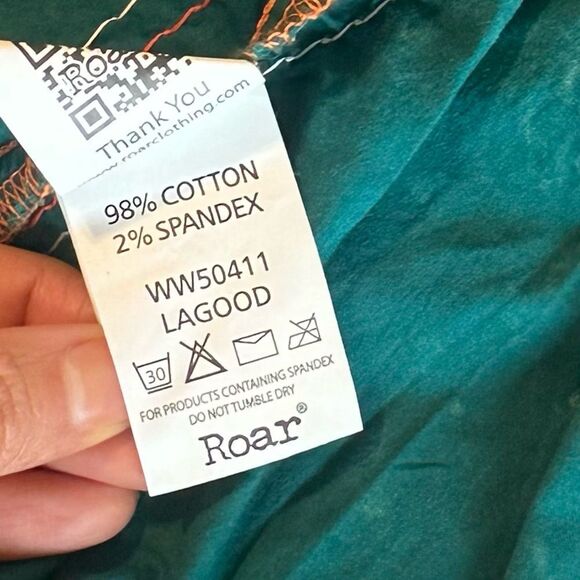 Roa
Thank You
www.roarclothing.com
98% COTTON
2% SPANDEX
WW50411
LAGOOD
30
FOR PRODUCTS CONTAINING SPANDEX
DO NOT TUMBLE DRY
Roar®